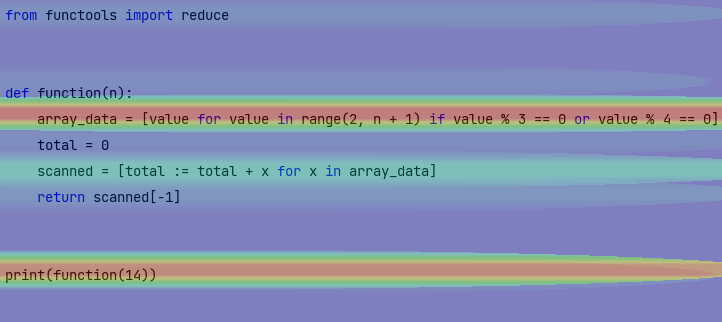 from functools import reduce
def function(n):
    array_data = [value for value in range(2, n + 1) if value % 3 == 0 or value % 4 == 0]
    total = 0
    scanned = [total := total + x for x in array_data]
    return scanned[-1]
print(function(14))